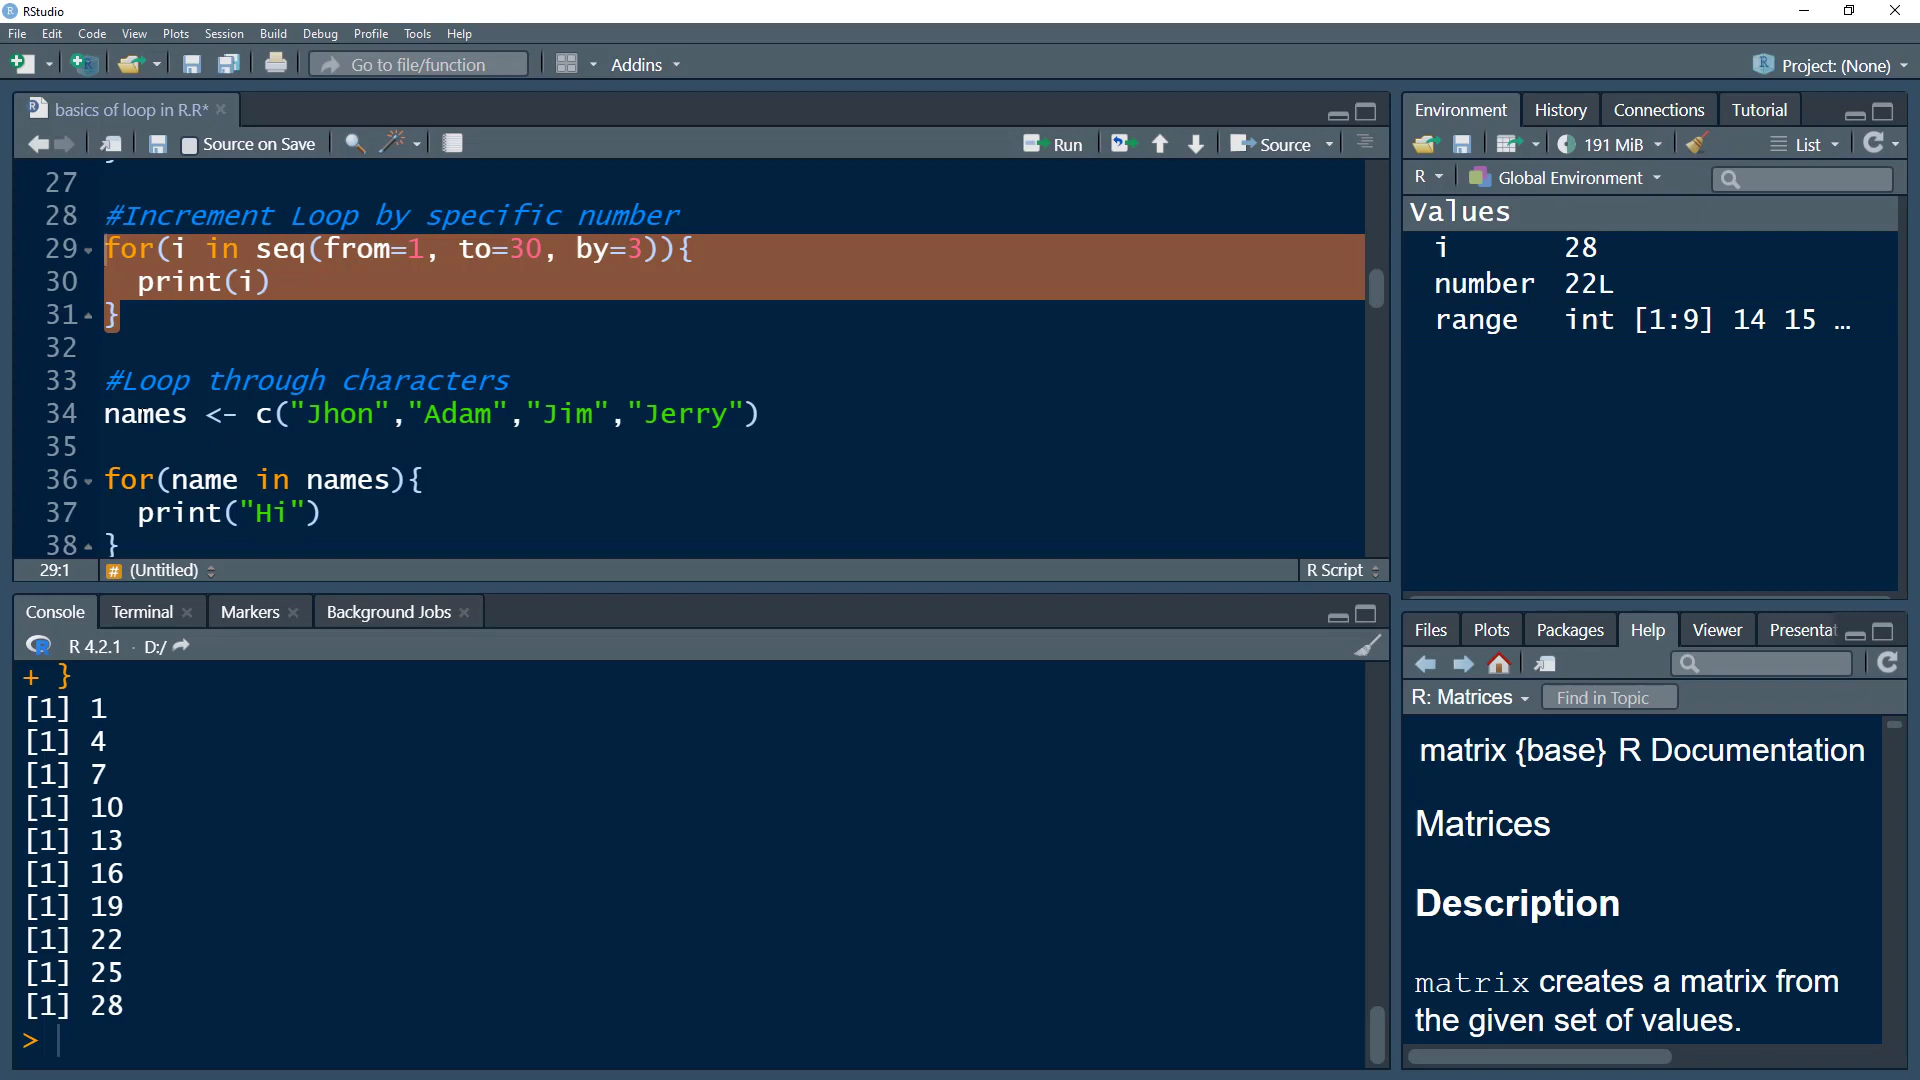 RStudio
File Edit Code View Plots Session Build Debug Profile Tools Help
Go to file/function Addins Project: (None)
basics of loop in R.R*
Source on Save Run Source
27
28 #Increment Loop by specific number
29 for(i in seq(from=1, to=30, by=3)){
30 print(i)
31 }
32
33 #Loop through characters
34 names <- c("Jhon","Adam","Jim","Jerry")
35
36 for(name in names){
37 print("Hi")
38 }
29:1 # (Untitled) R Script
Console Terminal Markers Background Jobs
R 4.2.1 · D:/
+ }
[1] 1
[1] 4
[1] 7
[1] 10
[1] 13
[1] 16
[1] 19
[1] 22
[1] 25
[1] 28
>
Environment History Connections Tutorial
191 MiB List
R Global Environment
Values
i 28
number 22L
range int [1:9] 14 15 …
Files Plots Packages Help Viewer Presentat
R: Matrices Find in Topic
matrix {base} R Documentation
Matrices
Description
matrix creates a matrix from
the given set of values.